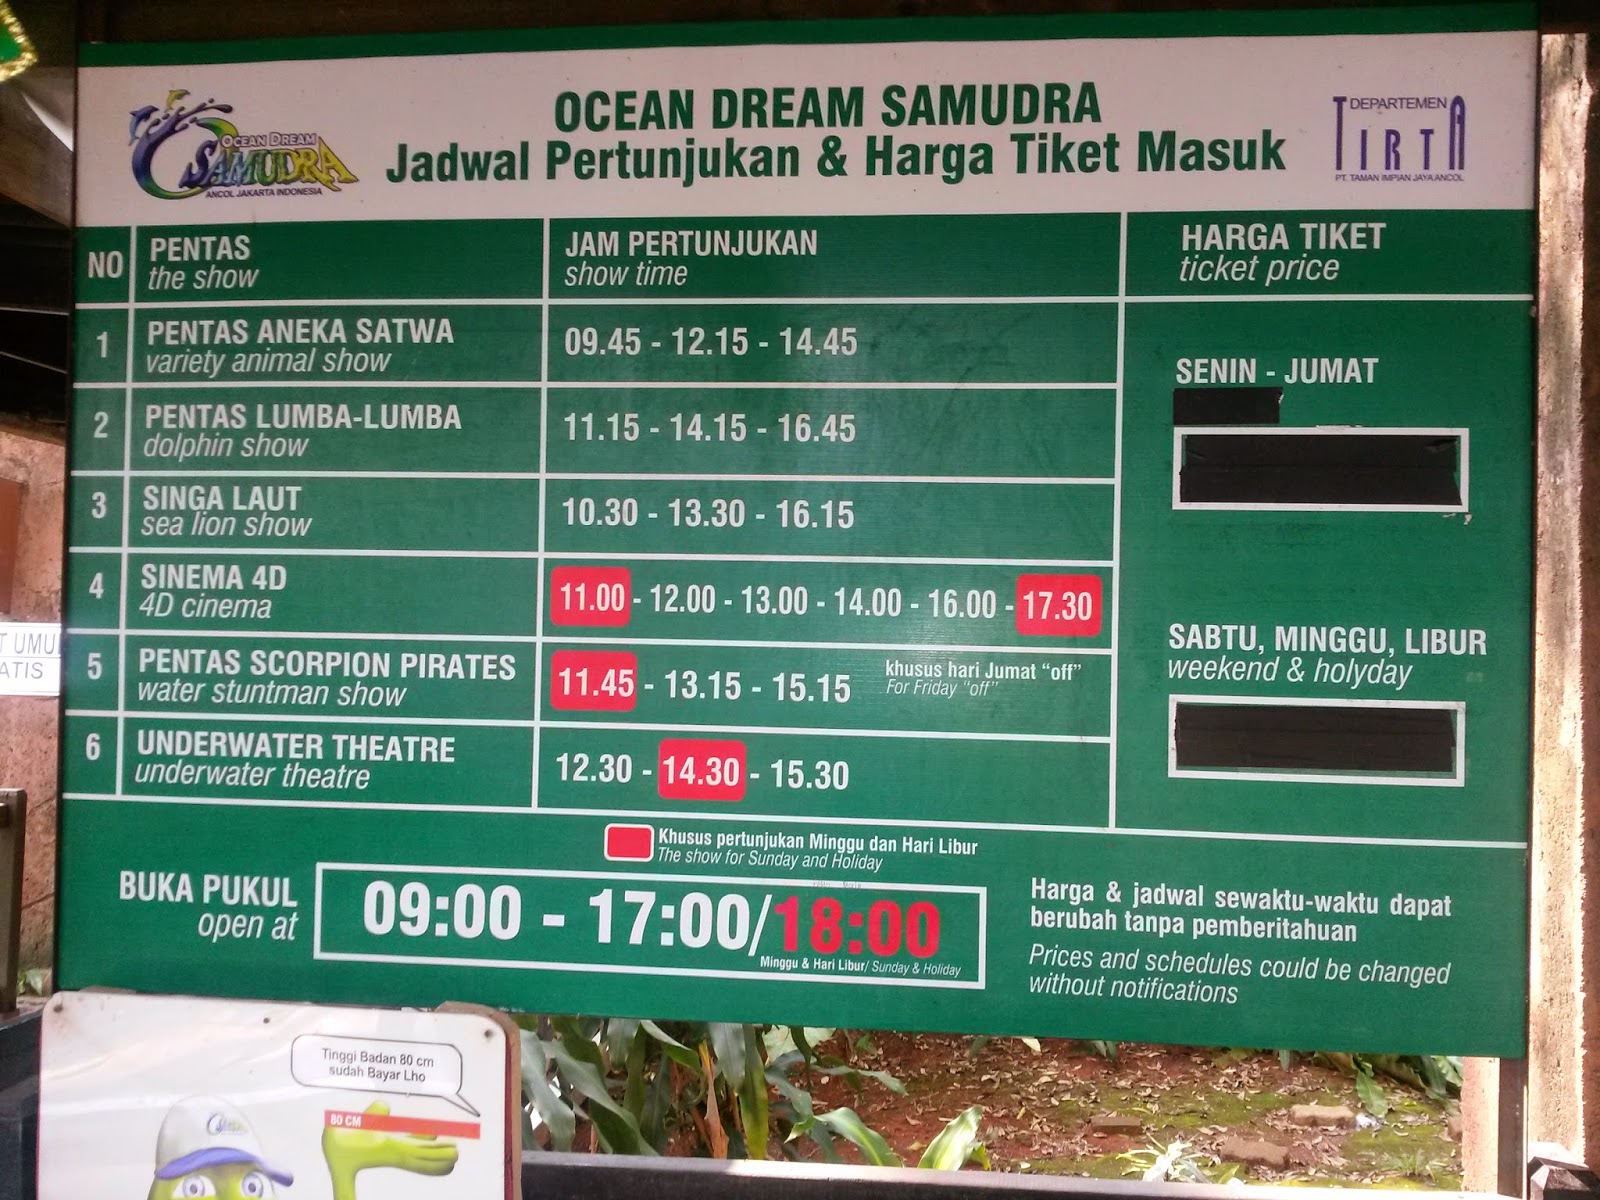 OCEAN DREAM SAMUDRA
Jadwal Pertunjukan & Harga Tiket Masuk
OCEAN DREAM
SAMUDRA
ANCOL JAKARTA INDONESIA
DEPARTEMEN
TIRTA
PT. TAMAN IMPIAN JAYA ANCOL
NO
PENTAS
the show
JAM PERTUNJUKAN
show time
HARGA TIKET
ticket price
1
PENTAS ANEKA SATWA
variety animal show
09.45 - 12.15 - 14.45
2
PENTAS LUMBA-LUMBA
dolphin show
11.15 - 14.15 - 16.45
3
SINGA LAUT
sea lion show
10.30 - 13.30 - 16.15
4
SINEMA 4D
4D cinema
11.00 - 12.00 - 13.00 - 14.00 - 16.00 - 17.30
5
PENTAS SCORPION PIRATES
water stuntman show
11.45 - 13.15 - 15.15
khusus hari Jumat "off"
For Friday "off"
6
UNDERWATER THEATRE
underwater theatre
12.30 - 14.30 - 15.30
SENIN - JUMAT
SABTU, MINGGU, LIBUR
weekend & holyday
Khusus pertunjukan Minggu dan Hari Libur
The show for Sunday and Holiday
BUKA PUKUL
open at
09:00 - 17:00/18:00
Minggu & Hari Libur/ Sunday & Holiday
Harga & jadwal sewaktu-waktu dapat
berubah tanpa pemberitahuan
Prices and schedules could be changed
without notifications
Tinggi Badan 80 cm
sudah Bayar Lho
80 CM